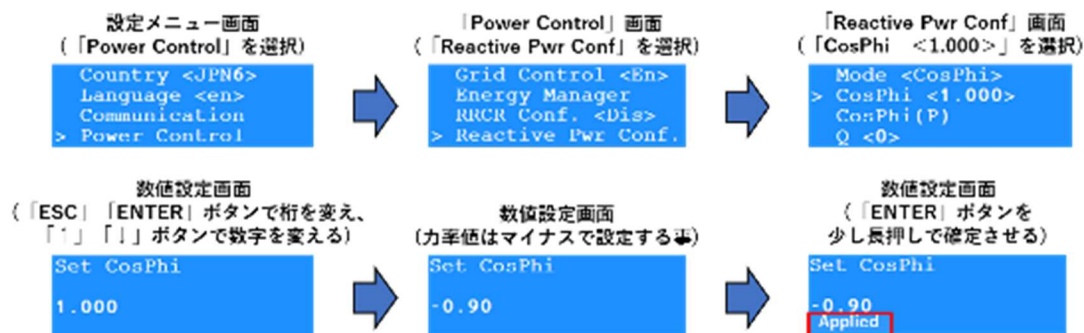 設定メニュー画面
(「Power Control」を選択)
Country <JPN6>
Language <en>
Communication
> Power Control
「Power Control」画面
(「Reactive Pwr Conf」を選択)
Grid Control <En>
Energy Manager
RRCR Conf. <Dis>
> Reactive Pwr Conf.
「Reactive Pwr Conf」画面
(「CosPhi <1.000>」を選択)
Mode <CosPhi>
> CosPhi <1.000>
CosPhi(P)
Q <0>
数値設定画面
(「ESC」「ENTER」ボタンで桁を変え、
「↑」「↓」ボタンで数字を変える)
Set CosPhi
1.000
数値設定画面
(力率値はマイナスで設定する事)
Set CosPhi
-0.90
数値設定画面
(「ENTER」ボタンを
少し長押しで確定させる)
Set CosPhi
-0.90
Applied